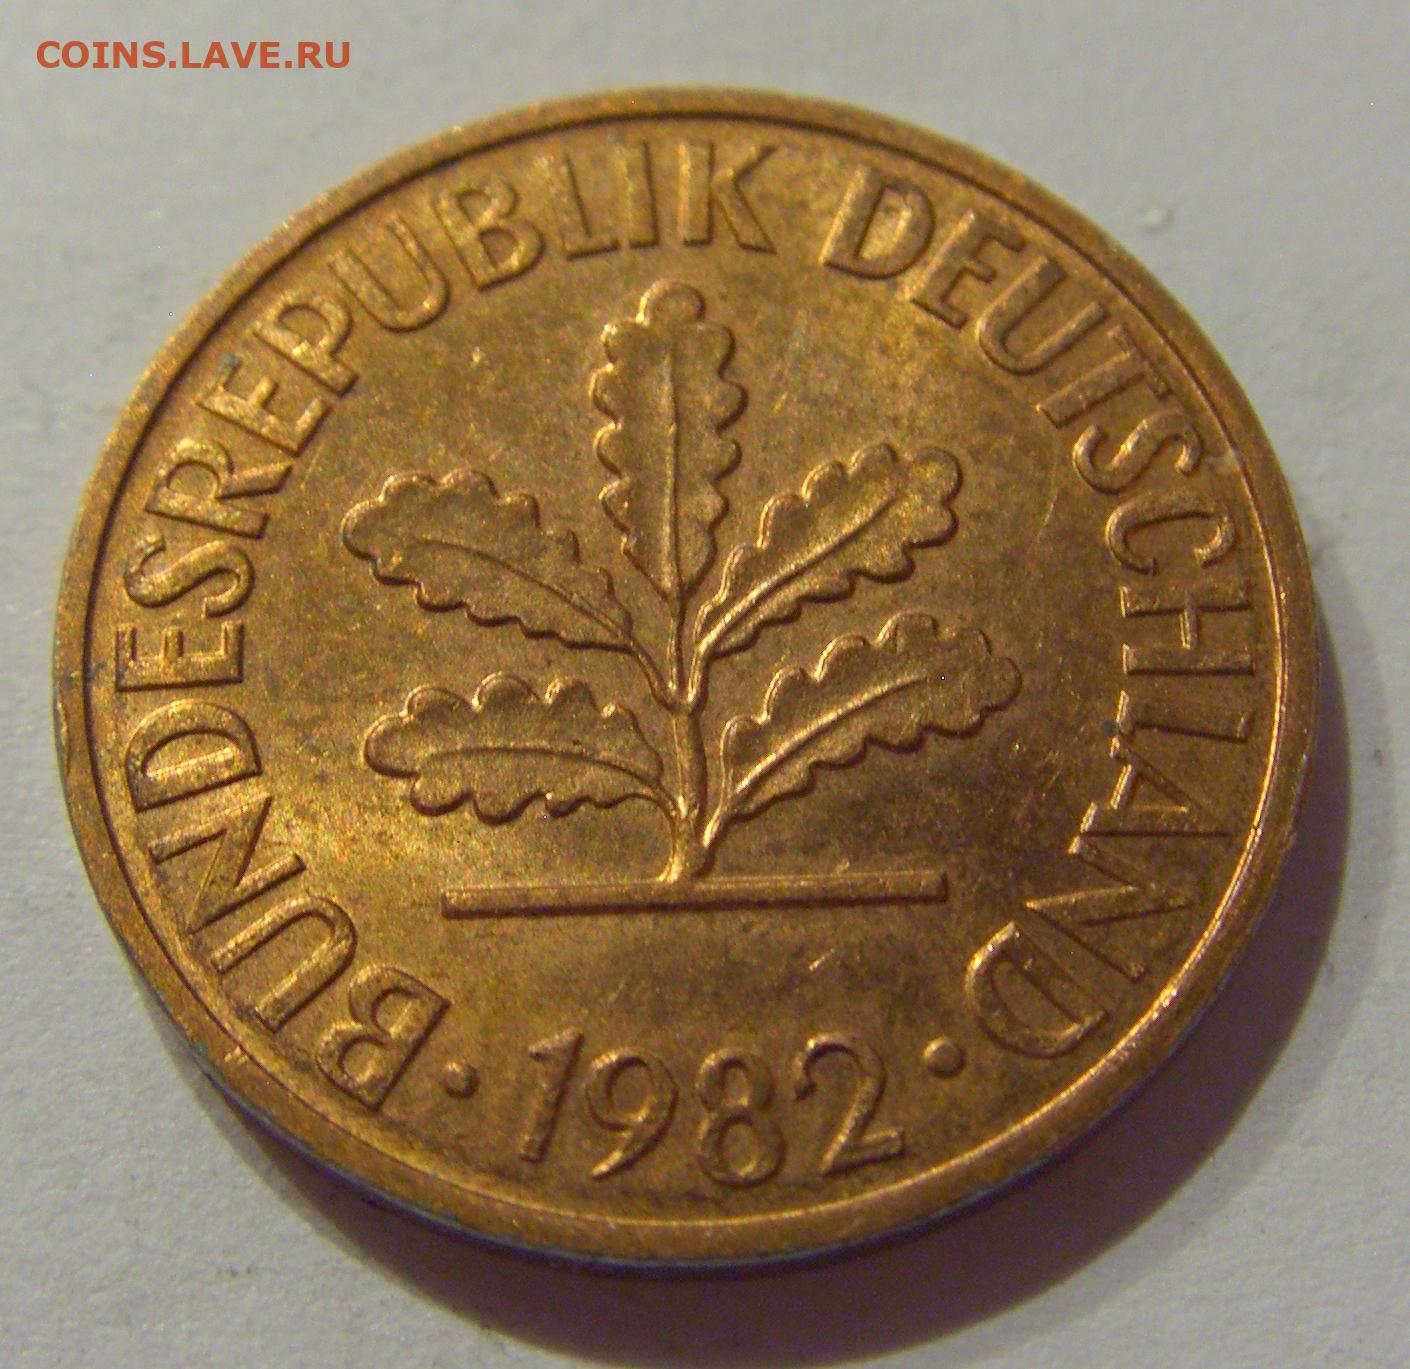 COINS.LAVE.RU
BUNDESREPUBLIK DEUTSCHLAND
· 1982 ·